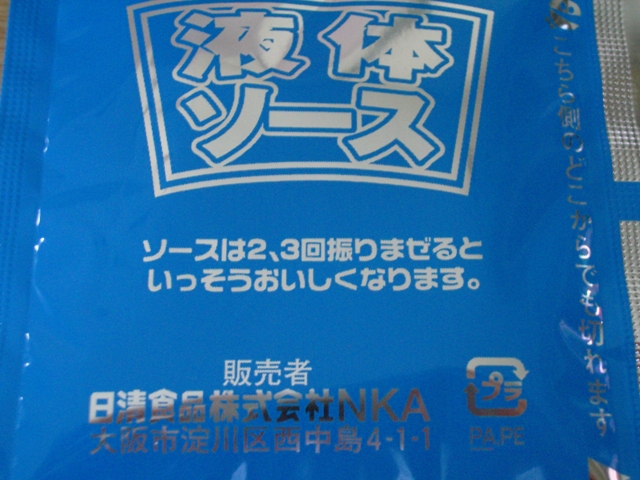 液体
ソース
ソースは2、3回振りまぜると
いっそうおいしくなります。
販売者
日清食品株式会社NKA
大阪市淀川区西中島4-1-1
プラ
PA,PE
こちら側のどこからでも切れます